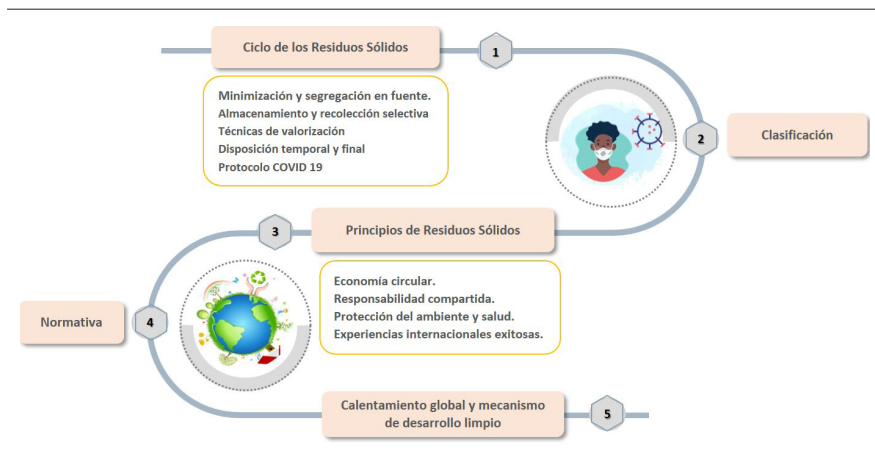 Ciclo de los Residuos Sólidos
1
Minimización y segregación en fuente.
Almacenamiento y recolección selectiva
Técnicas de valorización
Disposición temporal y final
Protocolo COVID 19
2
Clasificación
3
Principios de Residuos Sólidos
Economía circular.
Responsabilidad compartida.
Protección del ambiente y salud.
Experiencias internacionales exitosas.
Normativa
4
Calentamiento global y mecanismo
de desarrollo limpio
5